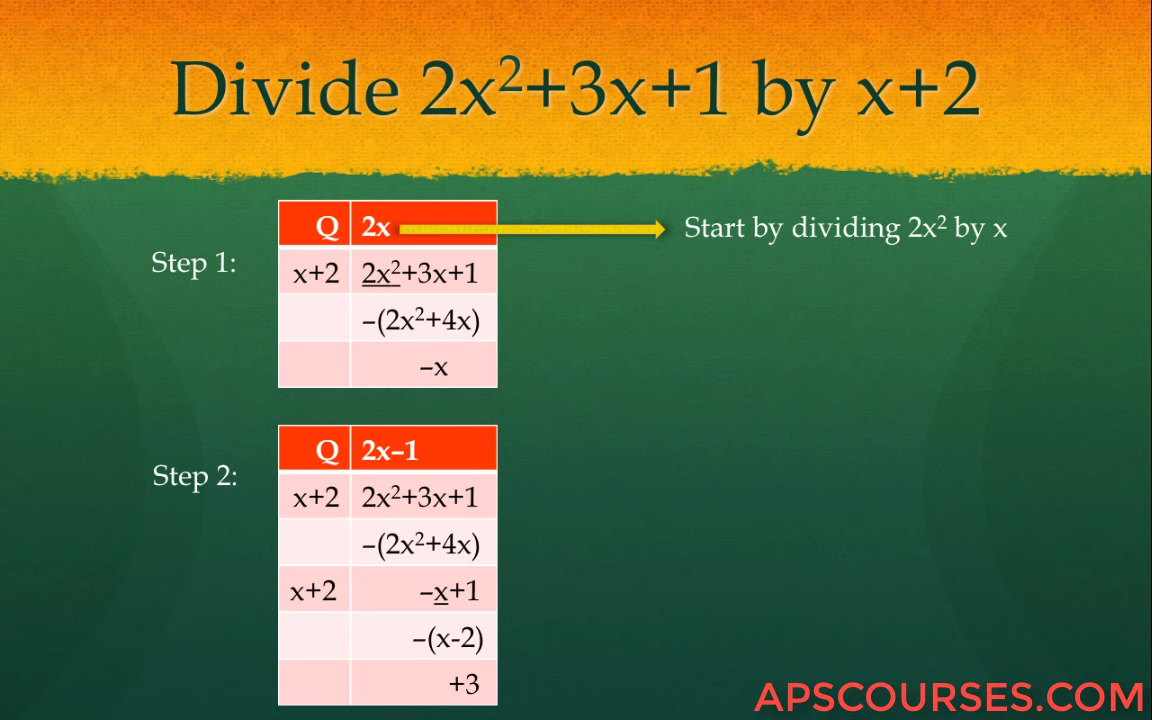 Divide 2x²+3x+1 by x+2
Step 1:
Q 2x
Start by dividing 2x² by x
x+2 2x²+3x+1
–(2x²+4x)
–x
Step 2:
Q 2x–1
x+2 2x²+3x+1
–(2x²+4x)
x+2 –x+1
–(x-2)
+3
APSCOURSES.COM